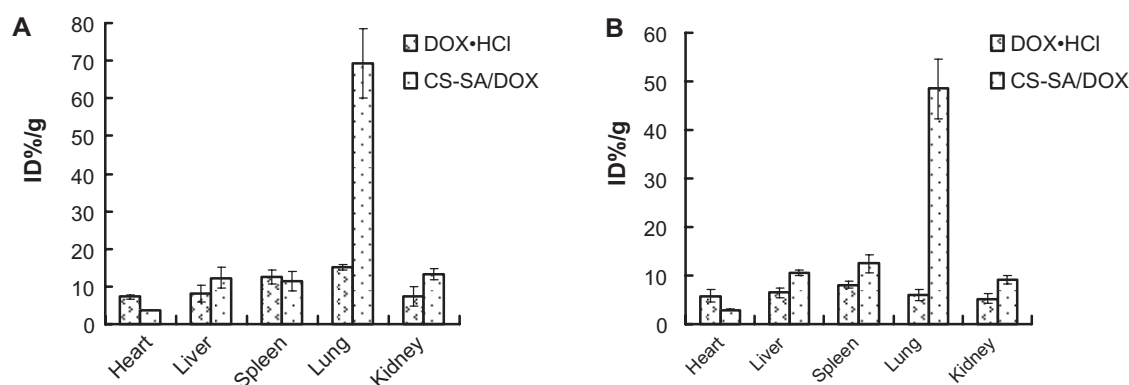 A
80
70
60
50
40
30
20
10
0
ID%/g
DOX•HCl
CS-SA/DOX
Heart
Liver
Spleen
Lung
Kidney
B
60
50
40
30
20
10
0
ID%/g
DOX•HCl
CS-SA/DOX
Heart
Liver
Spleen
Lung
Kidney